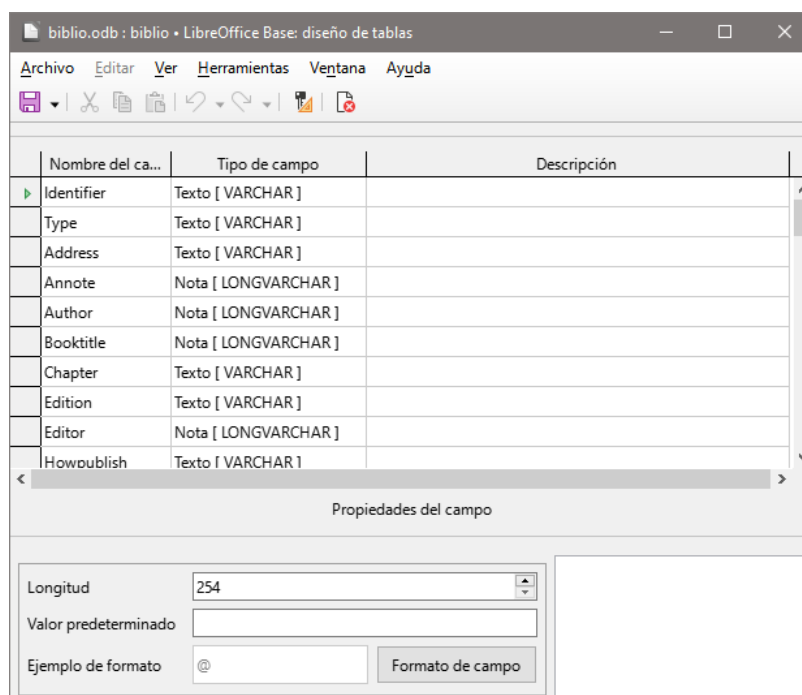 biblio.odb : biblio • LibreOffice Base: diseño de tablas
Archivo Editar Ver Herramientas Ventana Ayuda
Nombre del ca... Tipo de campo Descripción
Identifier Texto [ VARCHAR ]
Type Texto [ VARCHAR ]
Address Texto [ VARCHAR ]
Annote Nota [ LONGVARCHAR ]
Author Nota [ LONGVARCHAR ]
Booktitle Nota [ LONGVARCHAR ]
Chapter Texto [ VARCHAR ]
Edition Texto [ VARCHAR ]
Editor Nota [ LONGVARCHAR ]
Howpublish Texto [ VARCHAR ]
Propiedades del campo
Longitud 254
Valor predeterminado
Ejemplo de formato @ Formato de campo